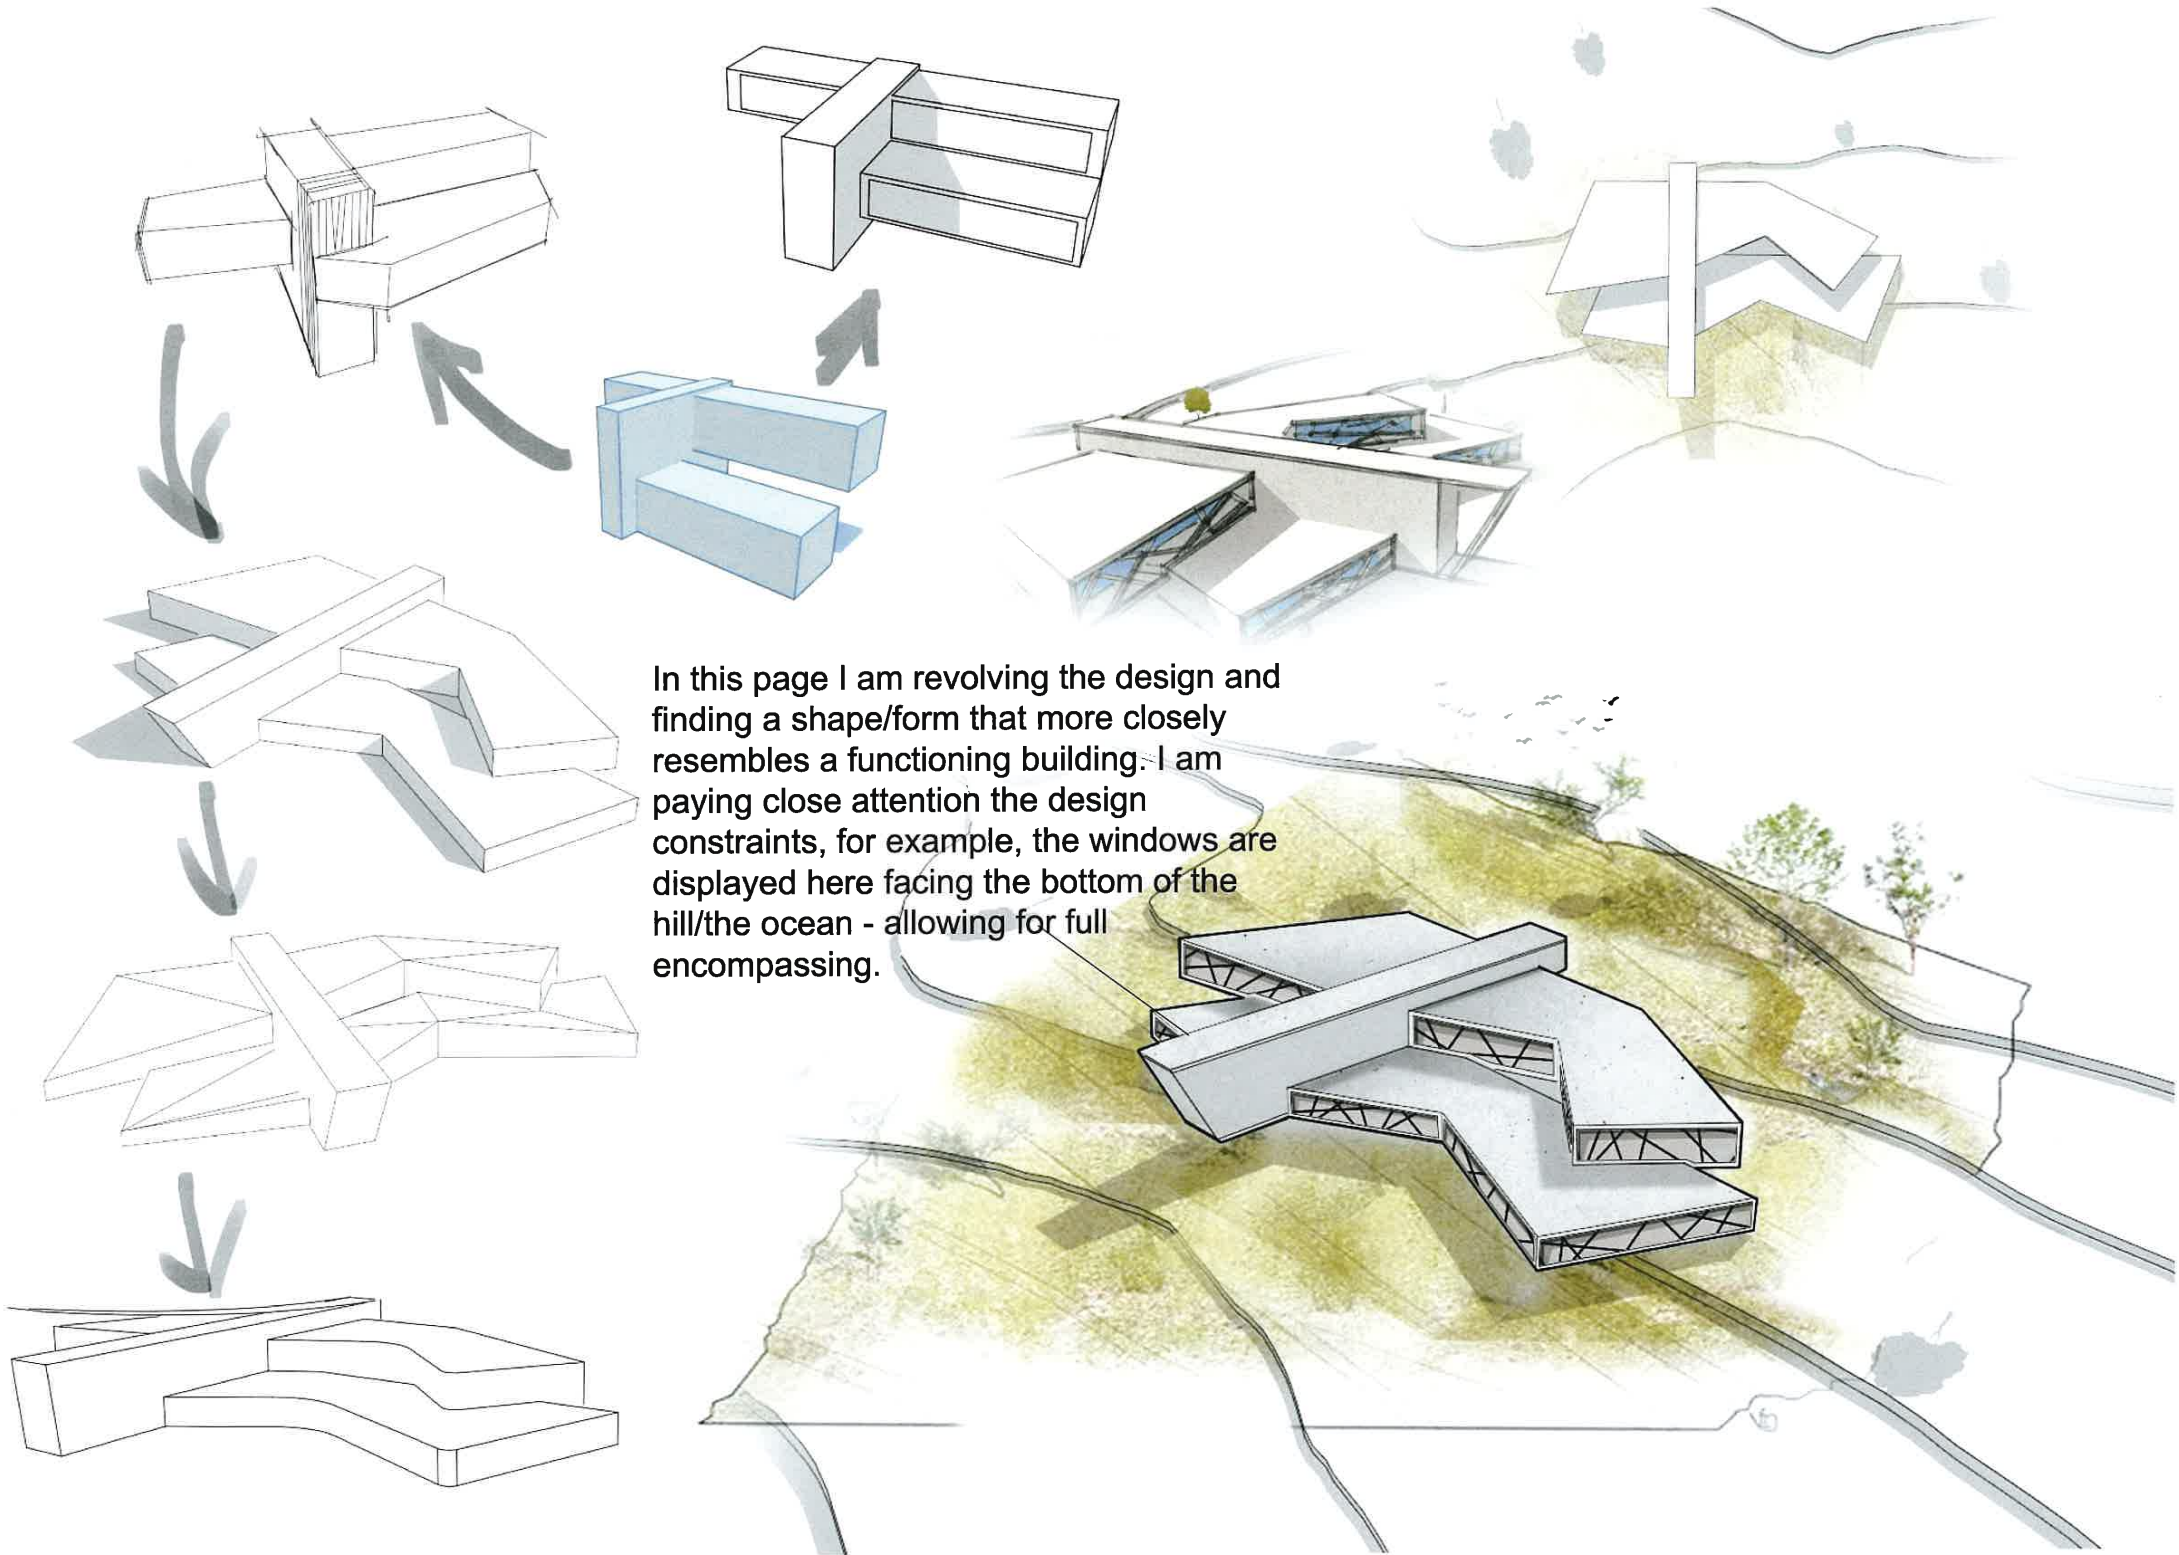 In this page I am revolving the design and
finding a shape/form that more closely
resembles a functioning building. I am
paying close attention the design
constraints, for example, the windows are
displayed here facing the bottom of the
hill/the ocean - allowing for full
encompassing.